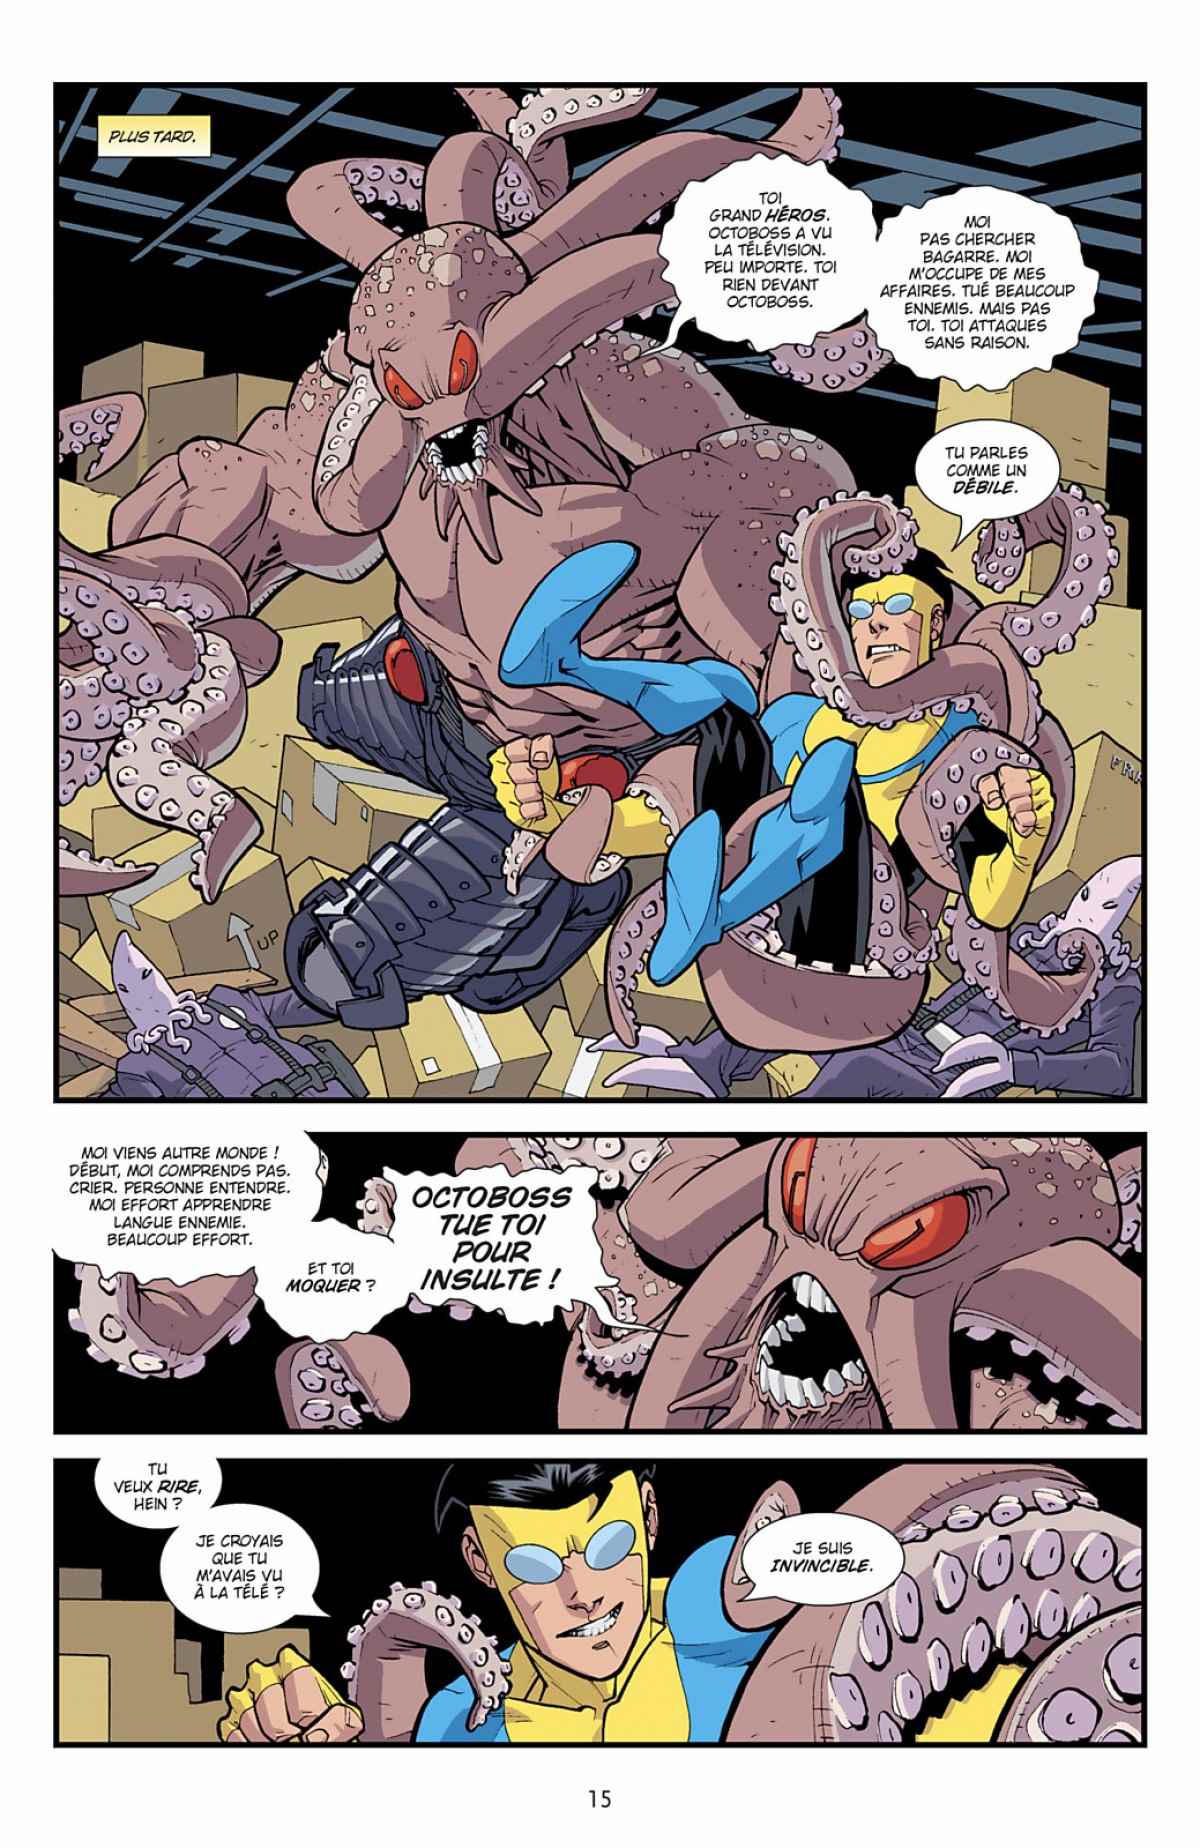 PLUS TARD.
TOI
GRAND HÉROS.
OCTOBOSS A VU
LA TÉLÉVISION.
PEU IMPORTE. TOI
RIEN DEVANT
OCTOBOSS.
MOI
PAS CHERCHER
BAGARRE. MOI
M'OCCUPE DE MES
AFFAIRES. TUÉ BEAUCOUP
ENNEMIS. MAIS PAS
TOI. TOI ATTAQUES
SANS RAISON.
TU PARLES
COMME UN
DÉBILE.
UP
MOI VIENS AUTRE MONDE !
DÉBUT, MOI COMPRENDS PAS.
CRIER. PERSONNE ENTENDRE.
MOI EFFORT APPRENDRE
LANGUE ENNEMIE.
BEAUCOUP EFFORT.
ET TOI
MOQUER ?
OCTOBOSS
TUE TOI
POUR
INSULTE !
TU
VEUX RIRE,
HEIN ?
JE CROYAIS
QUE TU
M'AVAIS VU
À LA TÉLÉ ?
JE SUIS
INVINCIBLE.
15